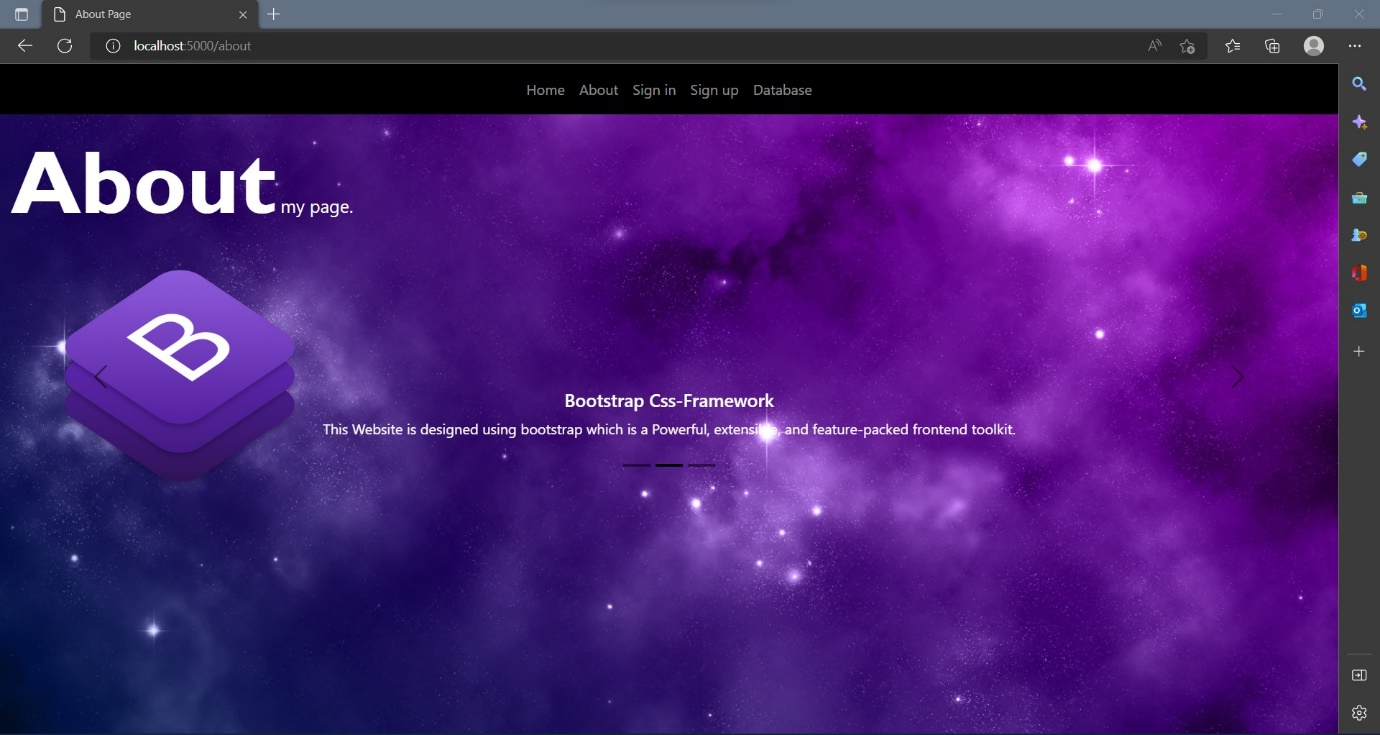 About Page
localhost:5000/about
Home About Sign in Sign up Database
About my page.
B
Bootstrap Css-Framework
This Website is designed using bootstrap which is a Powerful, extensible, and feature-packed frontend toolkit.